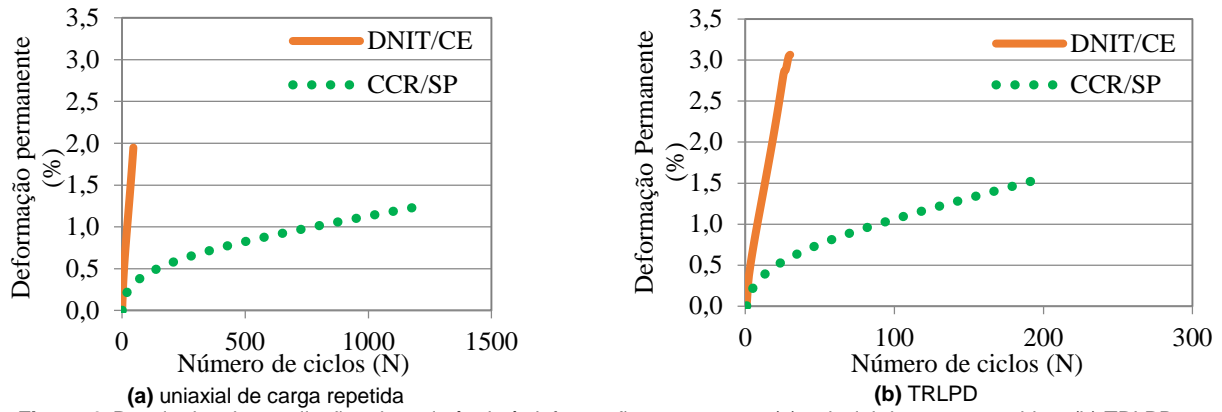 3,5
3,0
2,5
2,0
1,5
1,0
0,5
0,0
Deformação permanente
(%)
DNIT/CE
CCR/SP
0 500 1000 1500
Número de ciclos (N)
(a) uniaxial de carga repetida
3,5
3,0
2,5
2,0
1,5
1,0
0,5
0,0
Deformação Permanente
(%)
DNIT/CE
CCR/SP
0 100 200 300
Número de ciclos (N)
(b) TRLPD